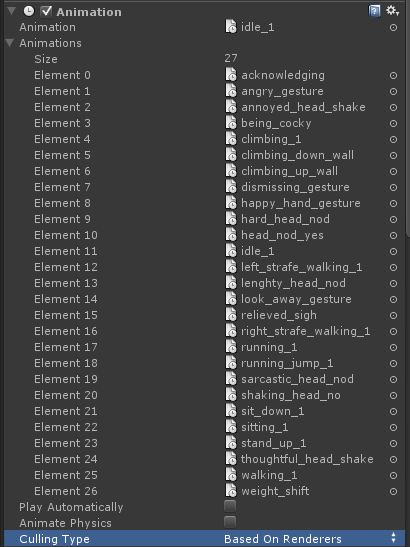 Animation
Animation idle_1
Animations
Size 27
Element 0 acknowledging
Element 1 angry_gesture
Element 2 annoyed_head_shake
Element 3 being_cocky
Element 4 climbing_1
Element 5 climbing_down_wall
Element 6 climbing_up_wall
Element 7 dismissing_gesture
Element 8 happy_hand_gesture
Element 9 hard_head_nod
Element 10 head_nod_yes
Element 11 idle_1
Element 12 left_strafe_walking_1
Element 13 lenghty_head_nod
Element 14 look_away_gesture
Element 15 relieved_sigh
Element 16 right_strafe_walking_1
Element 17 running_1
Element 18 running_jump_1
Element 19 sarcastic_head_nod
Element 20 shaking_head_no
Element 21 sit_down_1
Element 22 sitting_1
Element 23 stand_up_1
Element 24 thoughtful_head_shake
Element 25 walking_1
Element 26 weight_shift
Play Automatically
Animate Physics
Culling Type Based On Renderers